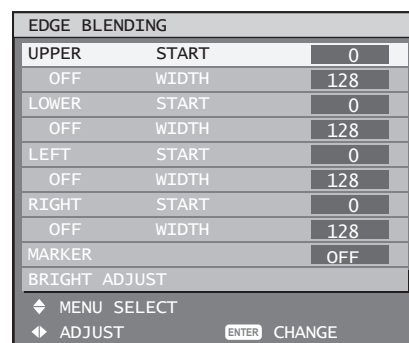 EDGE BLENDING
UPPER START 0
OFF WIDTH 128
LOWER START 0
OFF WIDTH 128
LEFT START 0
OFF WIDTH 128
RIGHT START 0
OFF WIDTH 128
MARKER OFF
BRIGHT ADJUST
MENU SELECT
ADJUST ENTER CHANGE